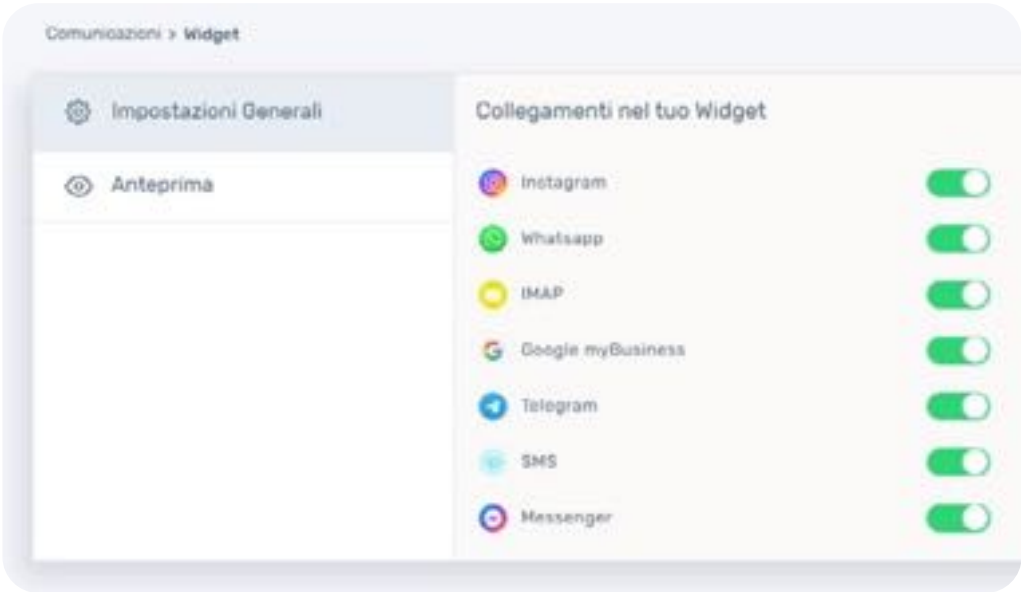 Comunicazioni > Widget
Impostazioni Generali
Anteprima
Collegamenti nel tuo Widget
Instagram
Whatsapp
IMAP
Google myBusiness
Telegram
SMS
Messenger